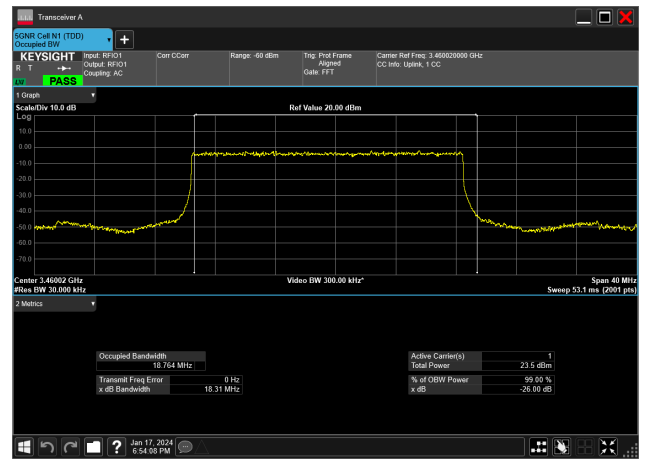 Transceiver A
5GNR Cell N1 (TDD)
Occupied BW
KEYSIGHT
R T
LW
PASS
Input: RFIO1
Output: RFIO1
Coupling: AC
Corr CCorr
Range: -60 dBm
Trig: Prot Frame
Aligned
Gate: FFT
Carrier Ref Freq: 3.460020000 GHz
CC Info: Uplink, 1 CC
1 Graph
Scale/Div 10.0 dB
Ref Value 20.00 dBm
Log
10.0
0.00
-10.0
-20.0
-30.0
-40.0
-50.0
-60.0
-70.0
Center 3.46002 GHz
Video BW 300.00 kHz*
Span 40 MHz
#Res BW 30.000 kHz
Sweep 53.1 ms (2001 pts)
2 Metrics
Occupied Bandwidth
18.764 MHz
Active Carrier(s) 1
Total Power 23.5 dBm
Transmit Freq Error 0 Hz
x dB Bandwidth 18.31 MHz
% of OBW Power 99.00 %
x dB -26.00 dB
Jan 17, 2024
6:54:08 PM